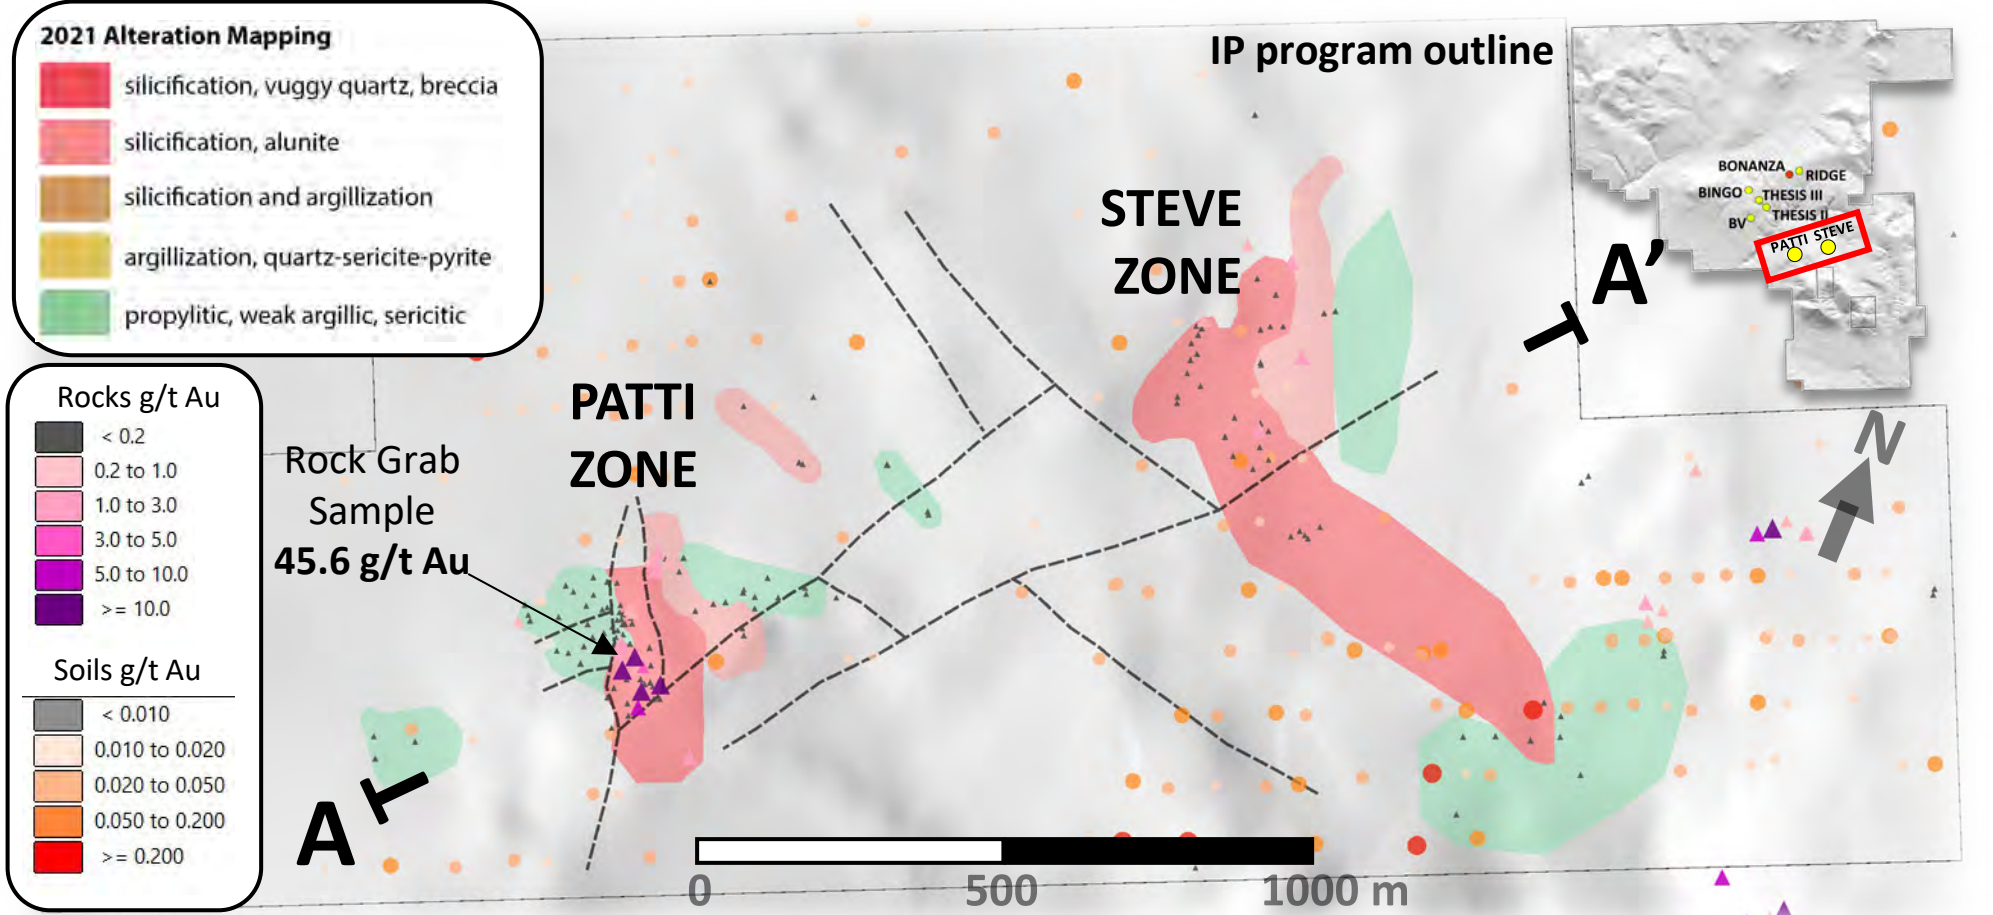 2021 Alteration Mapping
silicification, vuggy quartz, breccia
silicification, alunite
silicification and argillization
argillization, quartz-sericite-pyrite
propylitic, weak argillic, sericitic
Rocks g/t Au
< 0.2
0.2 to 1.0
1.0 to 3.0
3.0 to 5.0
5.0 to 10.0
>= 10.0
Soils g/t Au
< 0.010
0.010 to 0.020
0.020 to 0.050
0.050 to 0.200
>= 0.200
IP program outline
STEVE
ZONE
PATTI
ZONE
Rock Grab
Sample
45.6 g/t Au
A
A'
BONANZA
RIDGE
BINGO
THESIS III
THESIS II
BV
PATTI STEVE
N
0 500 1000 m